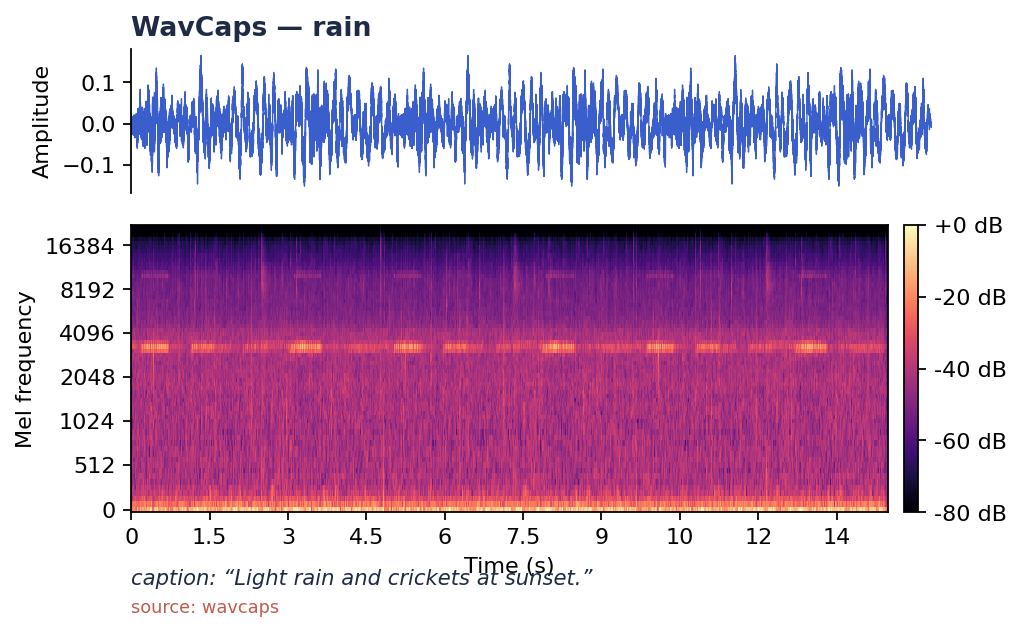 WavCaps — rain
Amplitude
0.1
0.0
−0.1
Mel frequency
16384
8192
4096
2048
1024
512
0
+0 dB
-20 dB
-40 dB
-60 dB
-80 dB
0 1.5 3 4.5 6 7.5 9 10 12 14
Time (s)
caption: “Light rain and crickets at sunset.”
source: wavcaps